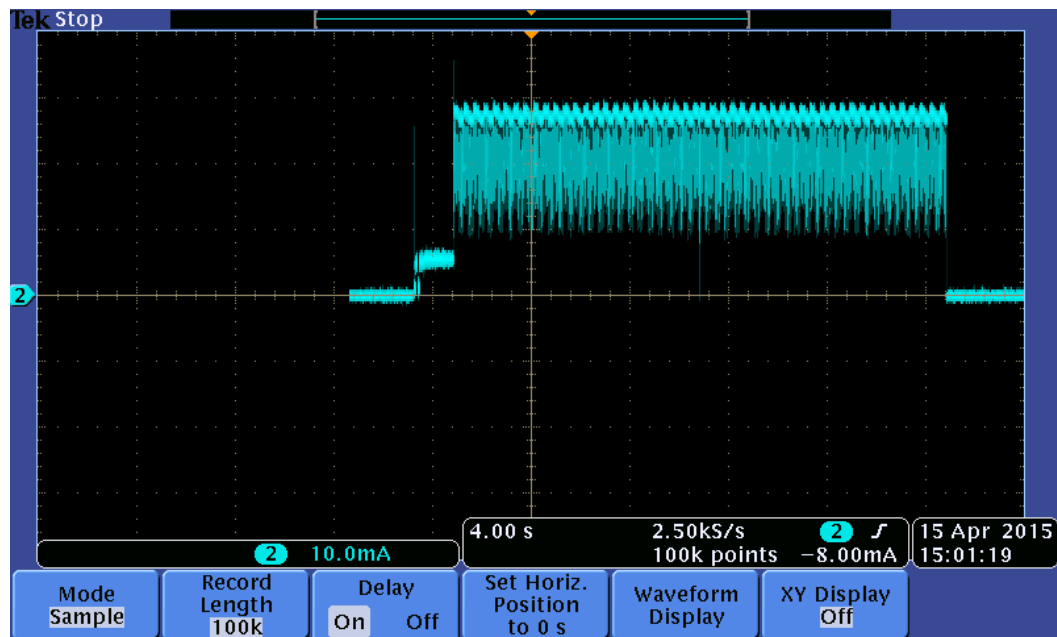 Tek Stop
2
4.00 s 2.50kS/s 2 15 Apr 2015
2 10.0mA 100k points −8.00mA 15:01:19
Mode
Sample
Record
Length
100k
Delay
On Off
Set Horiz.
Position
to 0 s
Waveform
Display
XY Display
Off